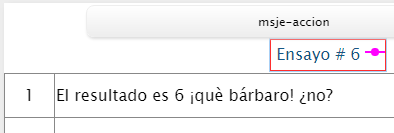 msje-accion
Ensayo # 6
1 El resultado es 6 ¡què bárbaro! ¿no?